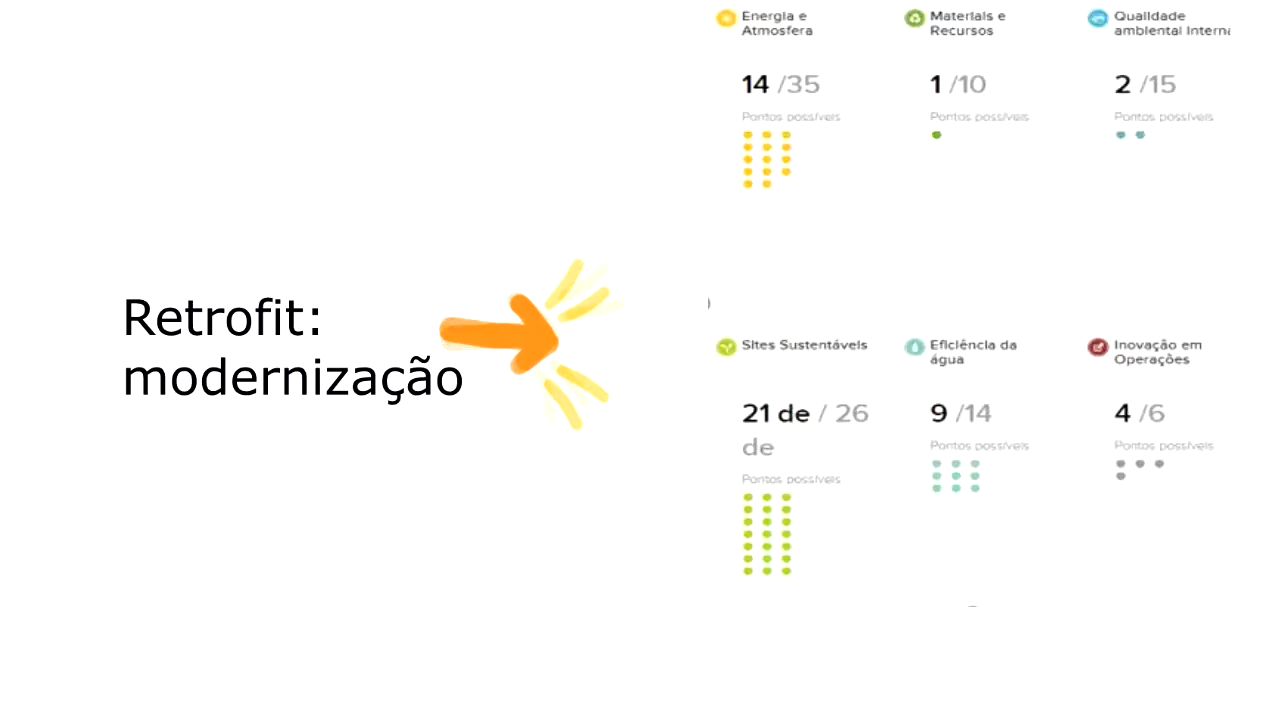 Retrofit:
modernização
Energia e
Atmosfera
14 /35
Pontos possíveis
Materiais e
Recursos
1 /10
Pontos possíveis
Qualidade
ambiental Interna
2 /15
Pontos possíveis
Sites Sustentáveis
21 de / 26
de
Pontos possíveis
Eficiência da
água
9 /14
Pontos possíveis
Inovação em
Operações
4 /6
Pontos possíveis